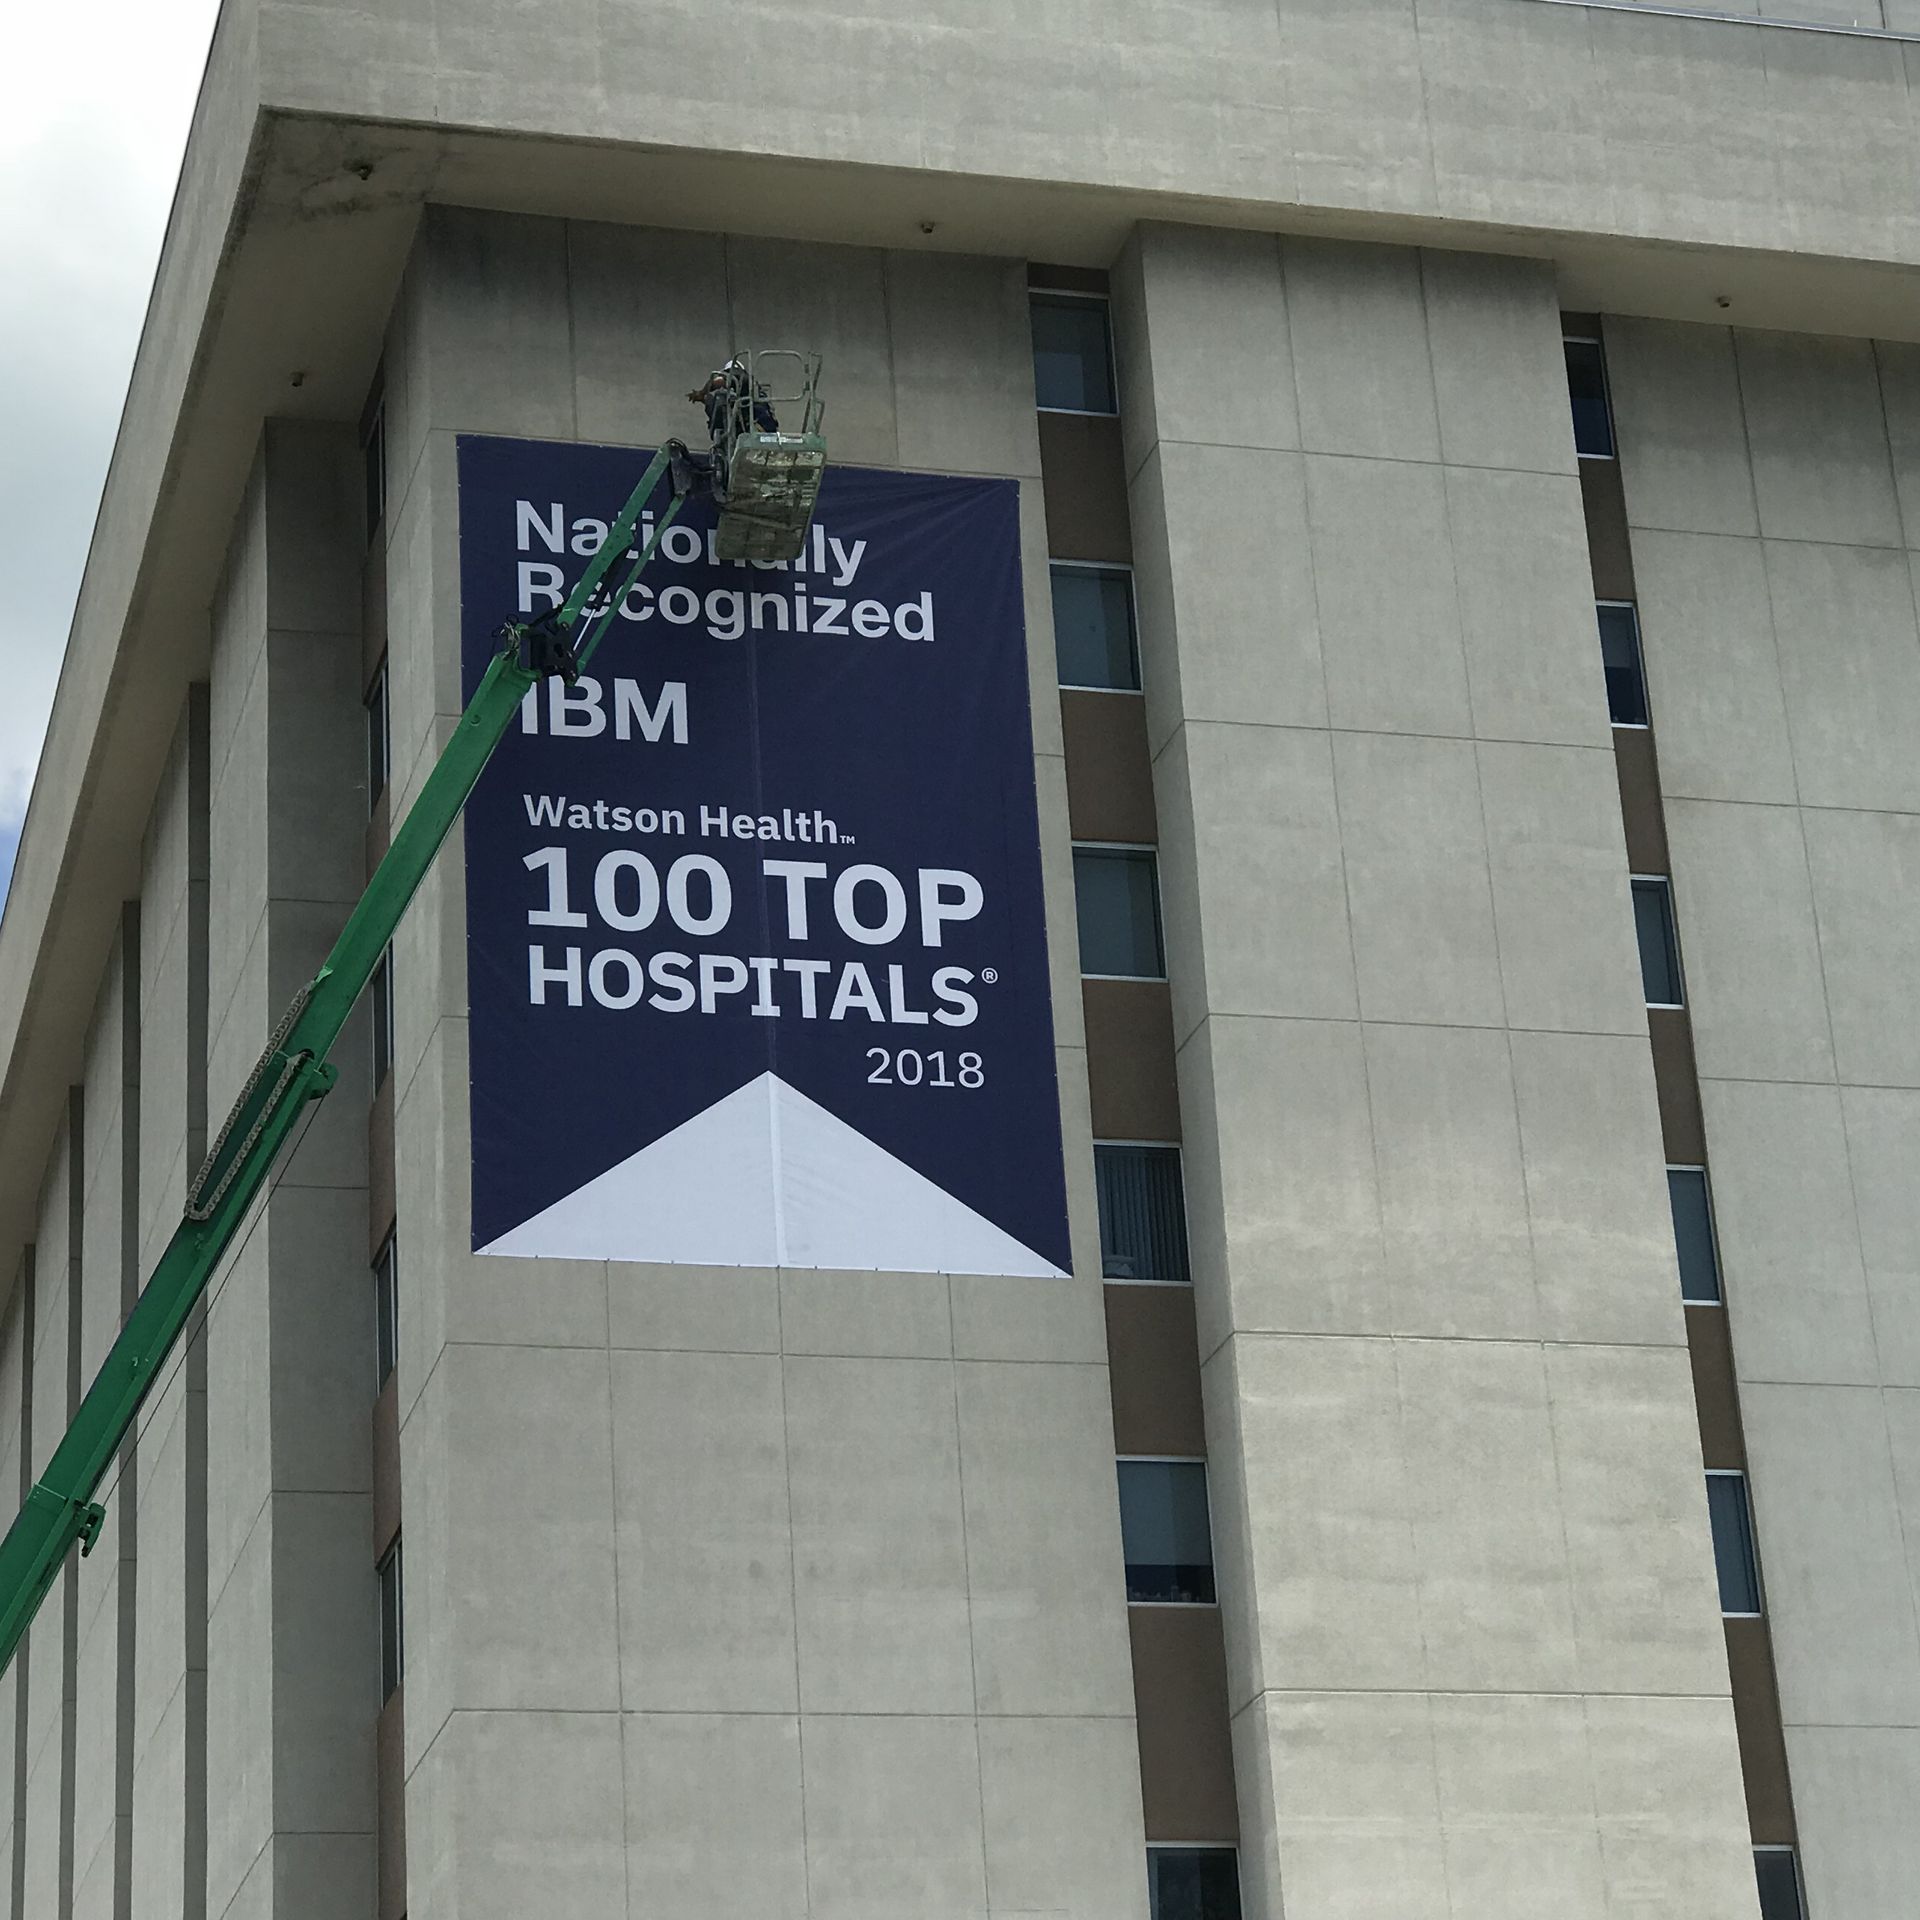 Nationally
Recognized
IBM
Watson Health™
100 TOP
HOSPITALS®
2018